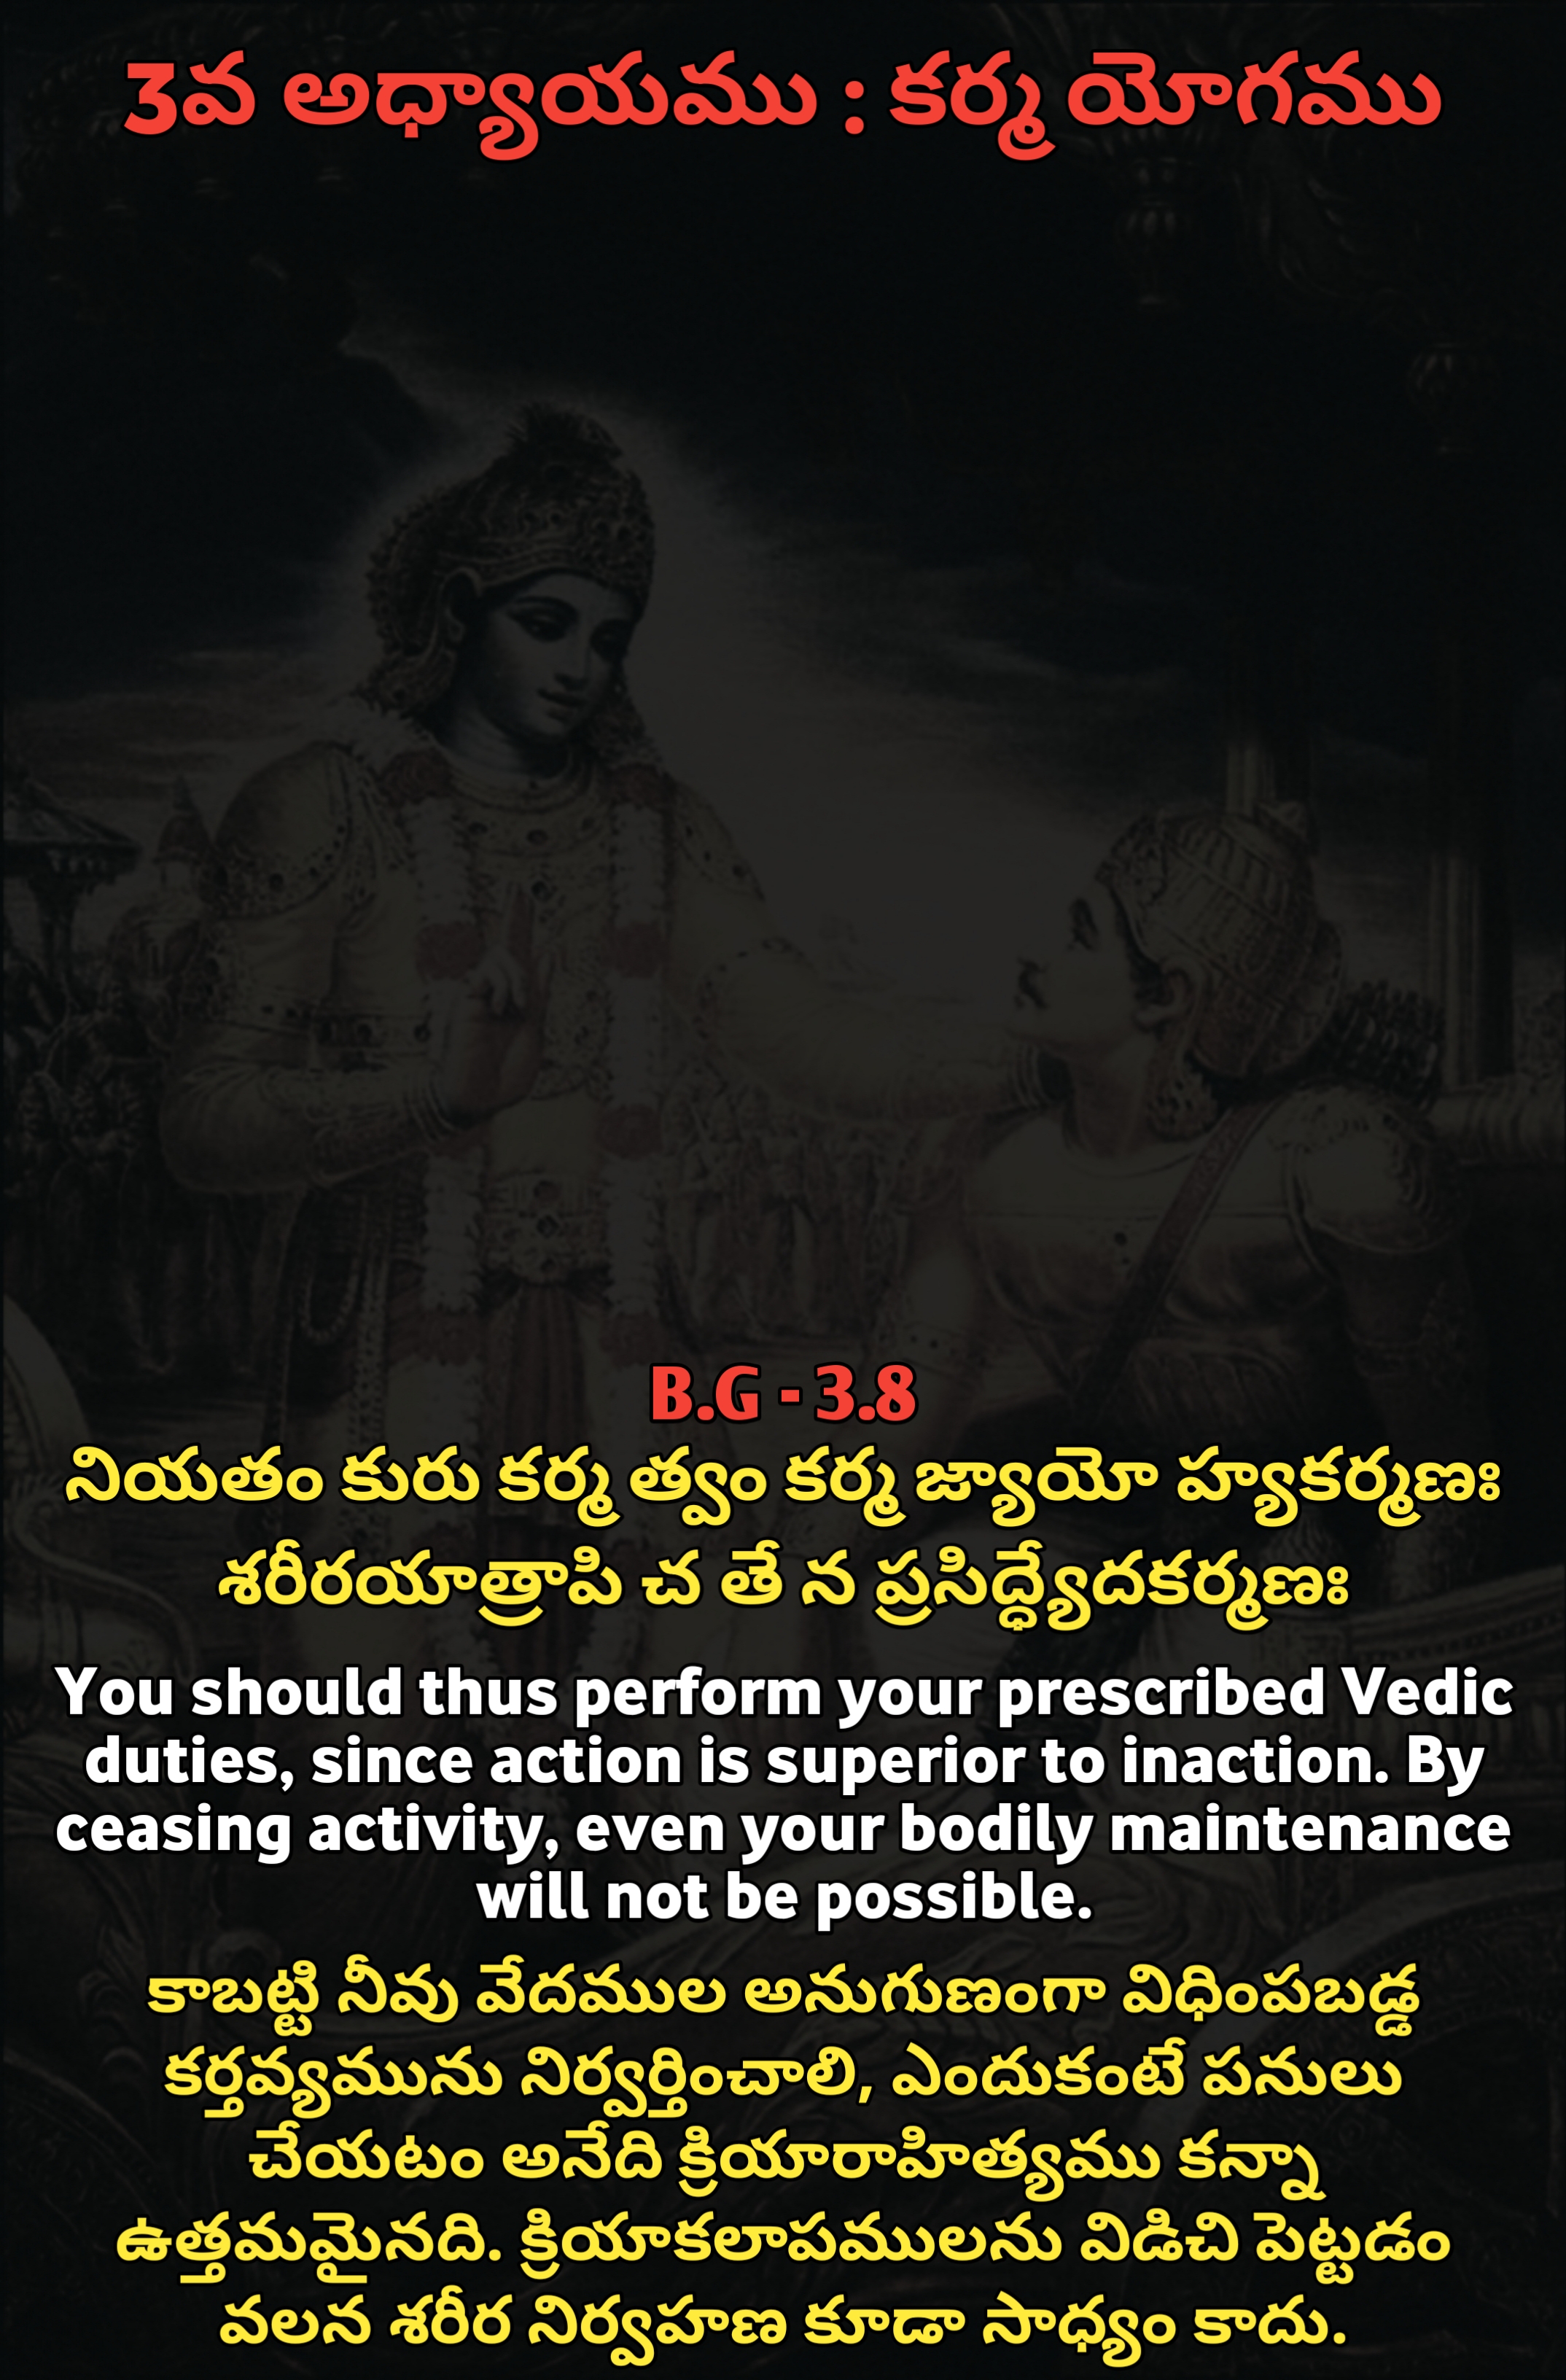 3వ అధ్యాయము : కర్మ యోగము
B.G - 3.8
నియతం కురు కర్మ త్వం కర్మ జ్యాయో హ్యకర్మణః
శరీరయాత్రాపి చ తే న ప్రసిద్ధ్యేదకర్మణః
You should thus perform your prescribed Vedic
duties, since action is superior to inaction. By
ceasing activity, even your bodily maintenance
will not be possible.
కాబట్టి నీవు వేదముల అనుగుణంగా విధింపబడ్డ
కర్తవ్యమును నిర్వర్తించాలి, ఎందుకంటే పనులు
చేయటం అనేది క్రియారాహిత్యము కన్నా
ఉత్తమమైనది. క్రియాకలాపములను విడిచి పెట్టడం
వలన శరీర నిర్వహణ కూడా సాధ్యం కాదు.